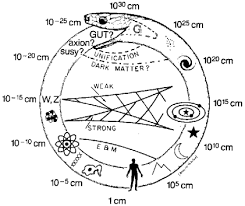 10^30 cm
10^-25 cm
10^25 cm
GUT?
G
axion?
susy?
UNIFICATION
DARK MATTER?
10^-20 cm
10^20 cm
WEAK
10^-15 cm
W, Z
10^15 cm
STRONG
10^-10 cm
E & M
10^10 cm
10^-5 cm
10^5 cm
1 cm